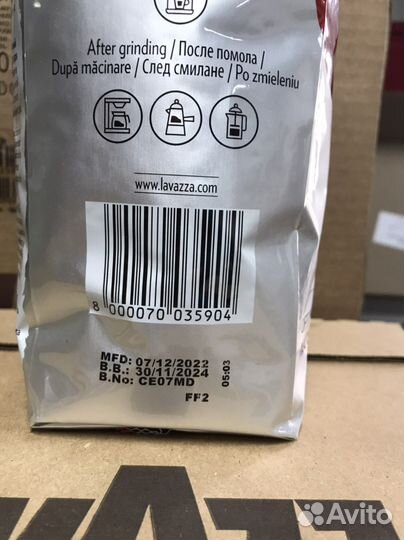 After grinding / После помола /
După măcinare / След смилане / Po zmieleniu
www.lavazza.com
8 000070 035904
MFD: 07/12/2022
B.B.: 30/11/2024
B.No: CE07MD
05:03
FF2
Avito